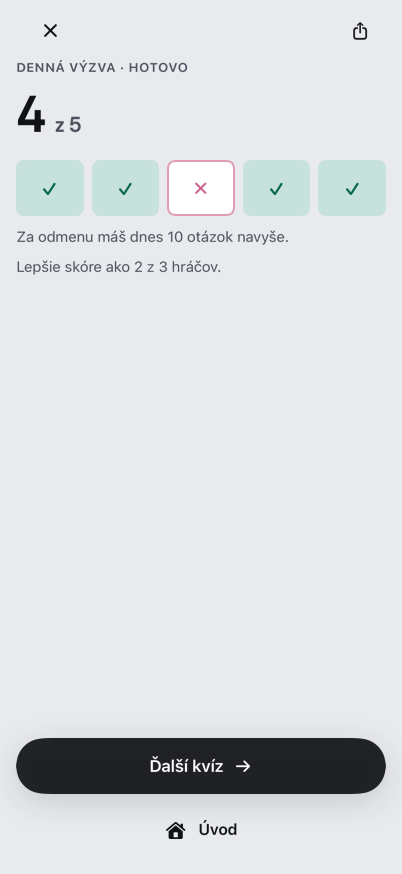 DENNÁ VÝZVA · HOTOVO
4 z 5
Za odmenu máš dnes 10 otázok navyše.
Lepšie skóre ako 2 z 3 hráčov.
Ďalší kvíz
Úvod